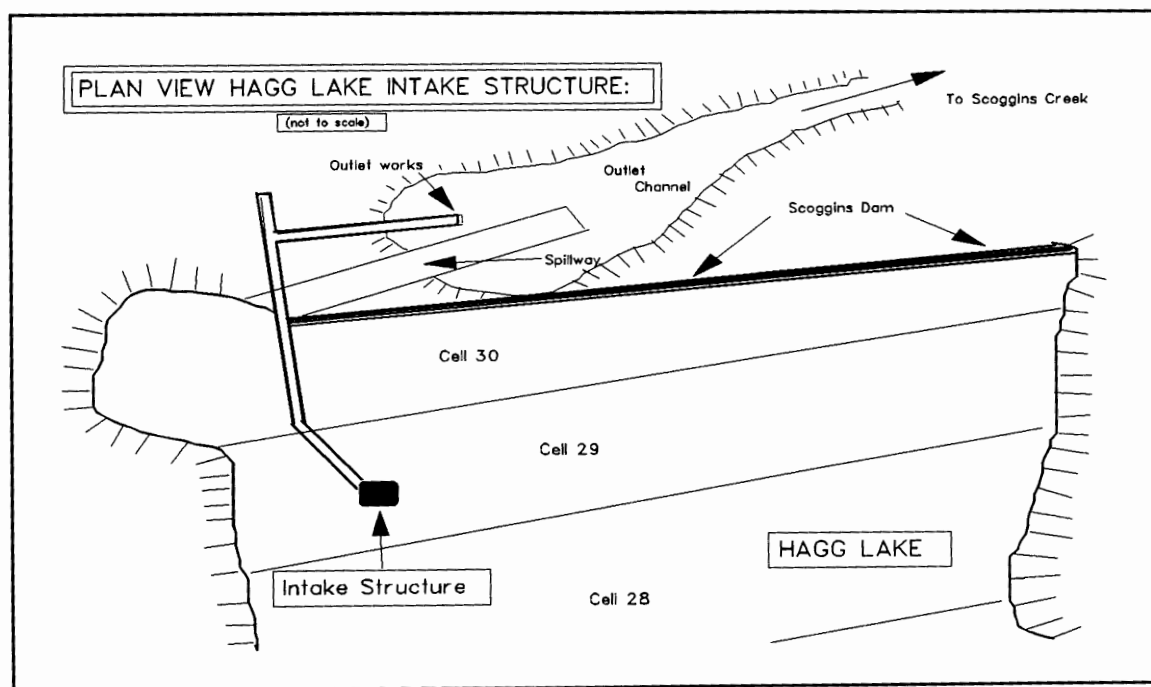 PLAN VIEW HAGG LAKE INTAKE STRUCTURE:
(not to scale)
To Scoggins Creek
Outlet works
Outlet
Channel
Scoggins Dam
Spillway
Cell 30
Cell 29
HAGG LAKE
Intake Structure
Cell 28